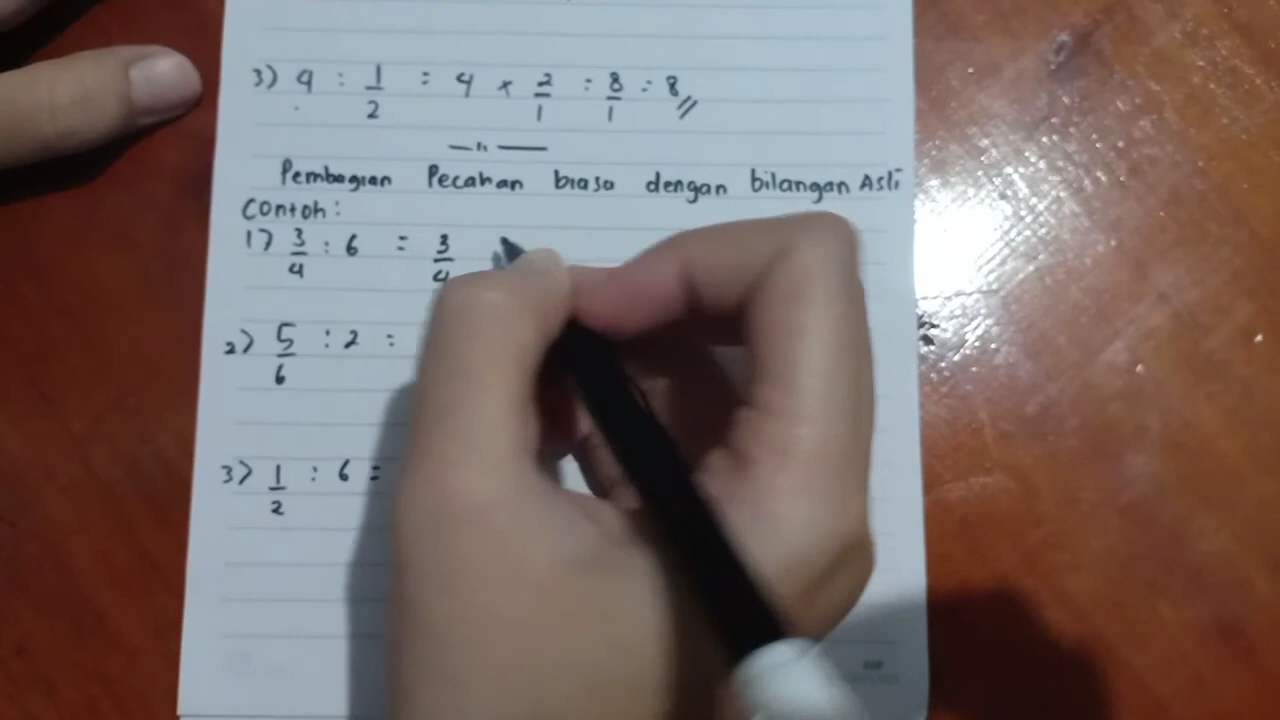 3) 4 : 1/2 = 4 × 2/1 = 8/1 = 8 //
— " —
Pembagian Pecahan biasa dengan bilangan Asli
Contoh :
1) 3/4 : 6 = 3/4
2) 5/6 : 2 =
3) 1/2 : 6 =